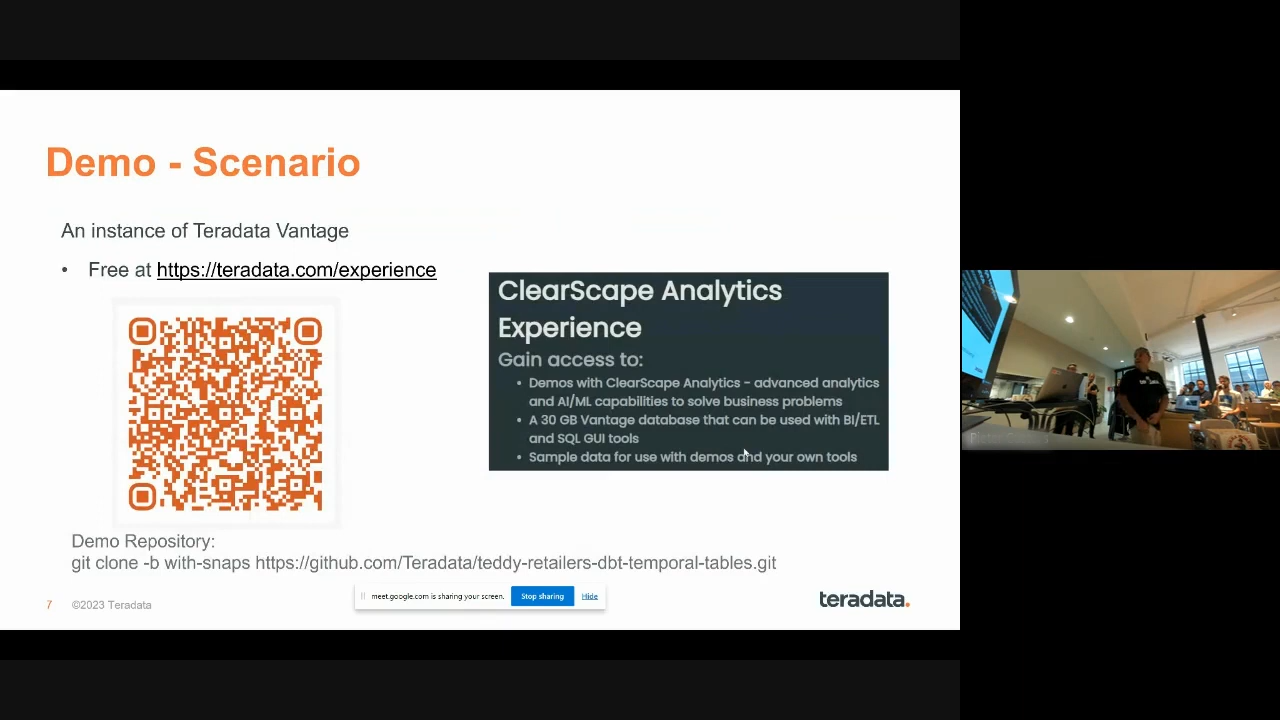 Demo - Scenario
An instance of Teradata Vantage
• Free at https://teradata.com/experience
ClearScape Analytics
Experience
Gain access to:
• Demos with ClearScape Analytics - advanced analytics
and AI/ML capabilities to solve business problems
• A 30 GB Vantage database that can be used with BI/ETL
and SQL GUI tools
• Sample data for use with demos and your own tools
Demo Repository:
git clone -b with-snaps https://github.com/Teradata/teddy-retailers-dbt-temporal-tables.git
meet.google.com is sharing your screen. Stop sharing Hide
7 ©2023 Teradata
teradata.